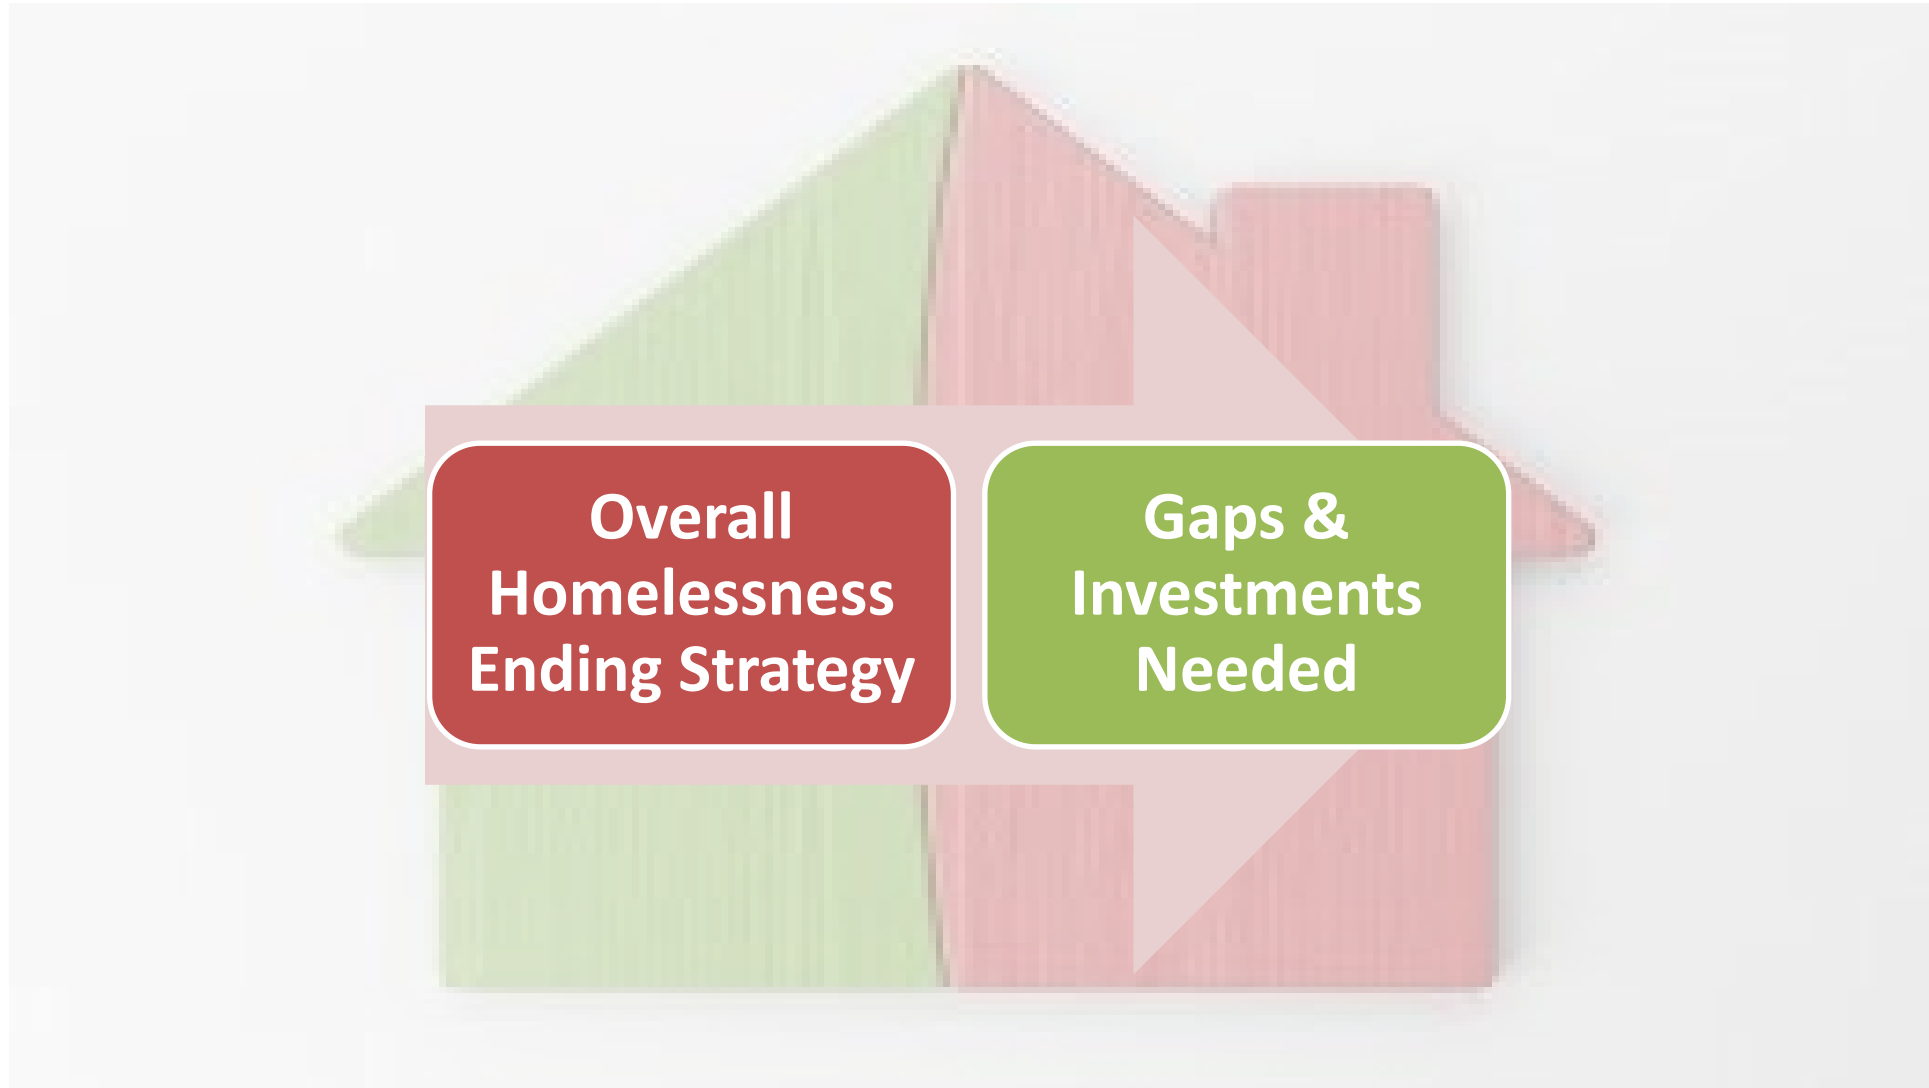 Overall
Homelessness
Ending Strategy
Gaps &
Investments
Needed